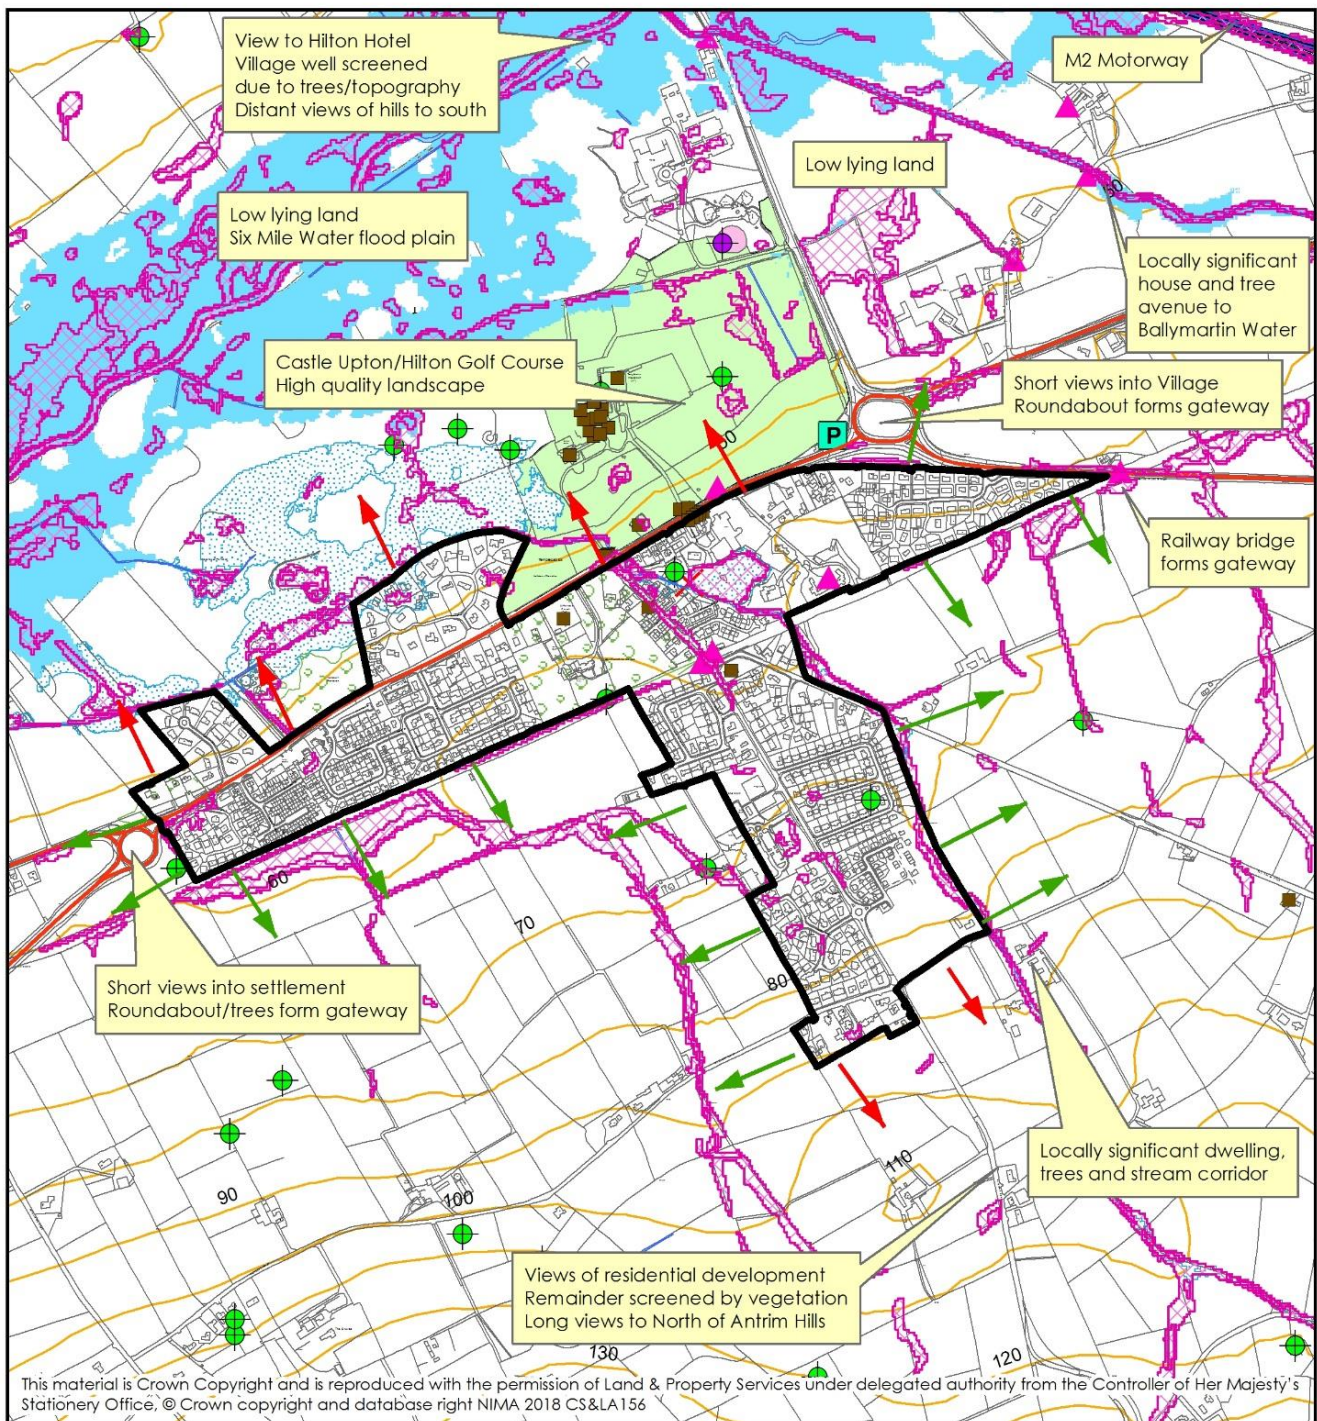 View to Hilton Hotel
Village well screened
due to trees/topography
Distant views of hills to south
M2 Motorway
Low lying land
50
Low lying land
Six Mile Water flood plain
Locally significant
house and tree
avenue to
Ballymartin Water
Castle Upton/Hilton Golf Course
High quality landscape
Short views into Village
Roundabout forms gateway
P
Railway bridge
forms gateway
60
70
80
Short views into settlement
Roundabout/trees form gateway
Locally significant dwelling,
trees and stream corridor
110
90
100
Views of residential development
Remainder screened by vegetation
Long views to North of Antrim Hills
130
120
This material is Crown Copyright and is reproduced with the permission of Land & Property Services under delegated authority from the Controller of Her Majesty's
Stationery Office, © Crown copyright and database right NIMA 2018 CS&LA156